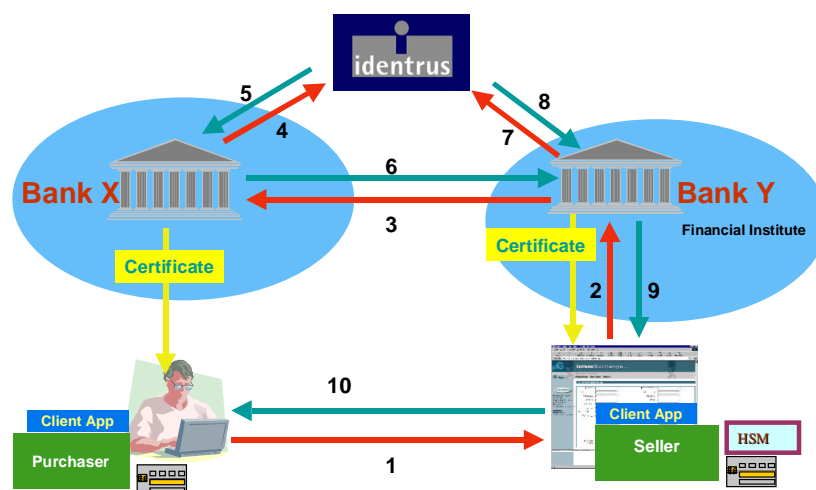 identrus
5
4
8
7
6
Bank X
Bank Y
3
Financial Institute
Certificate
Certificate
2
9
10
Client App
Client App
Purchaser
Seller
HSM
1